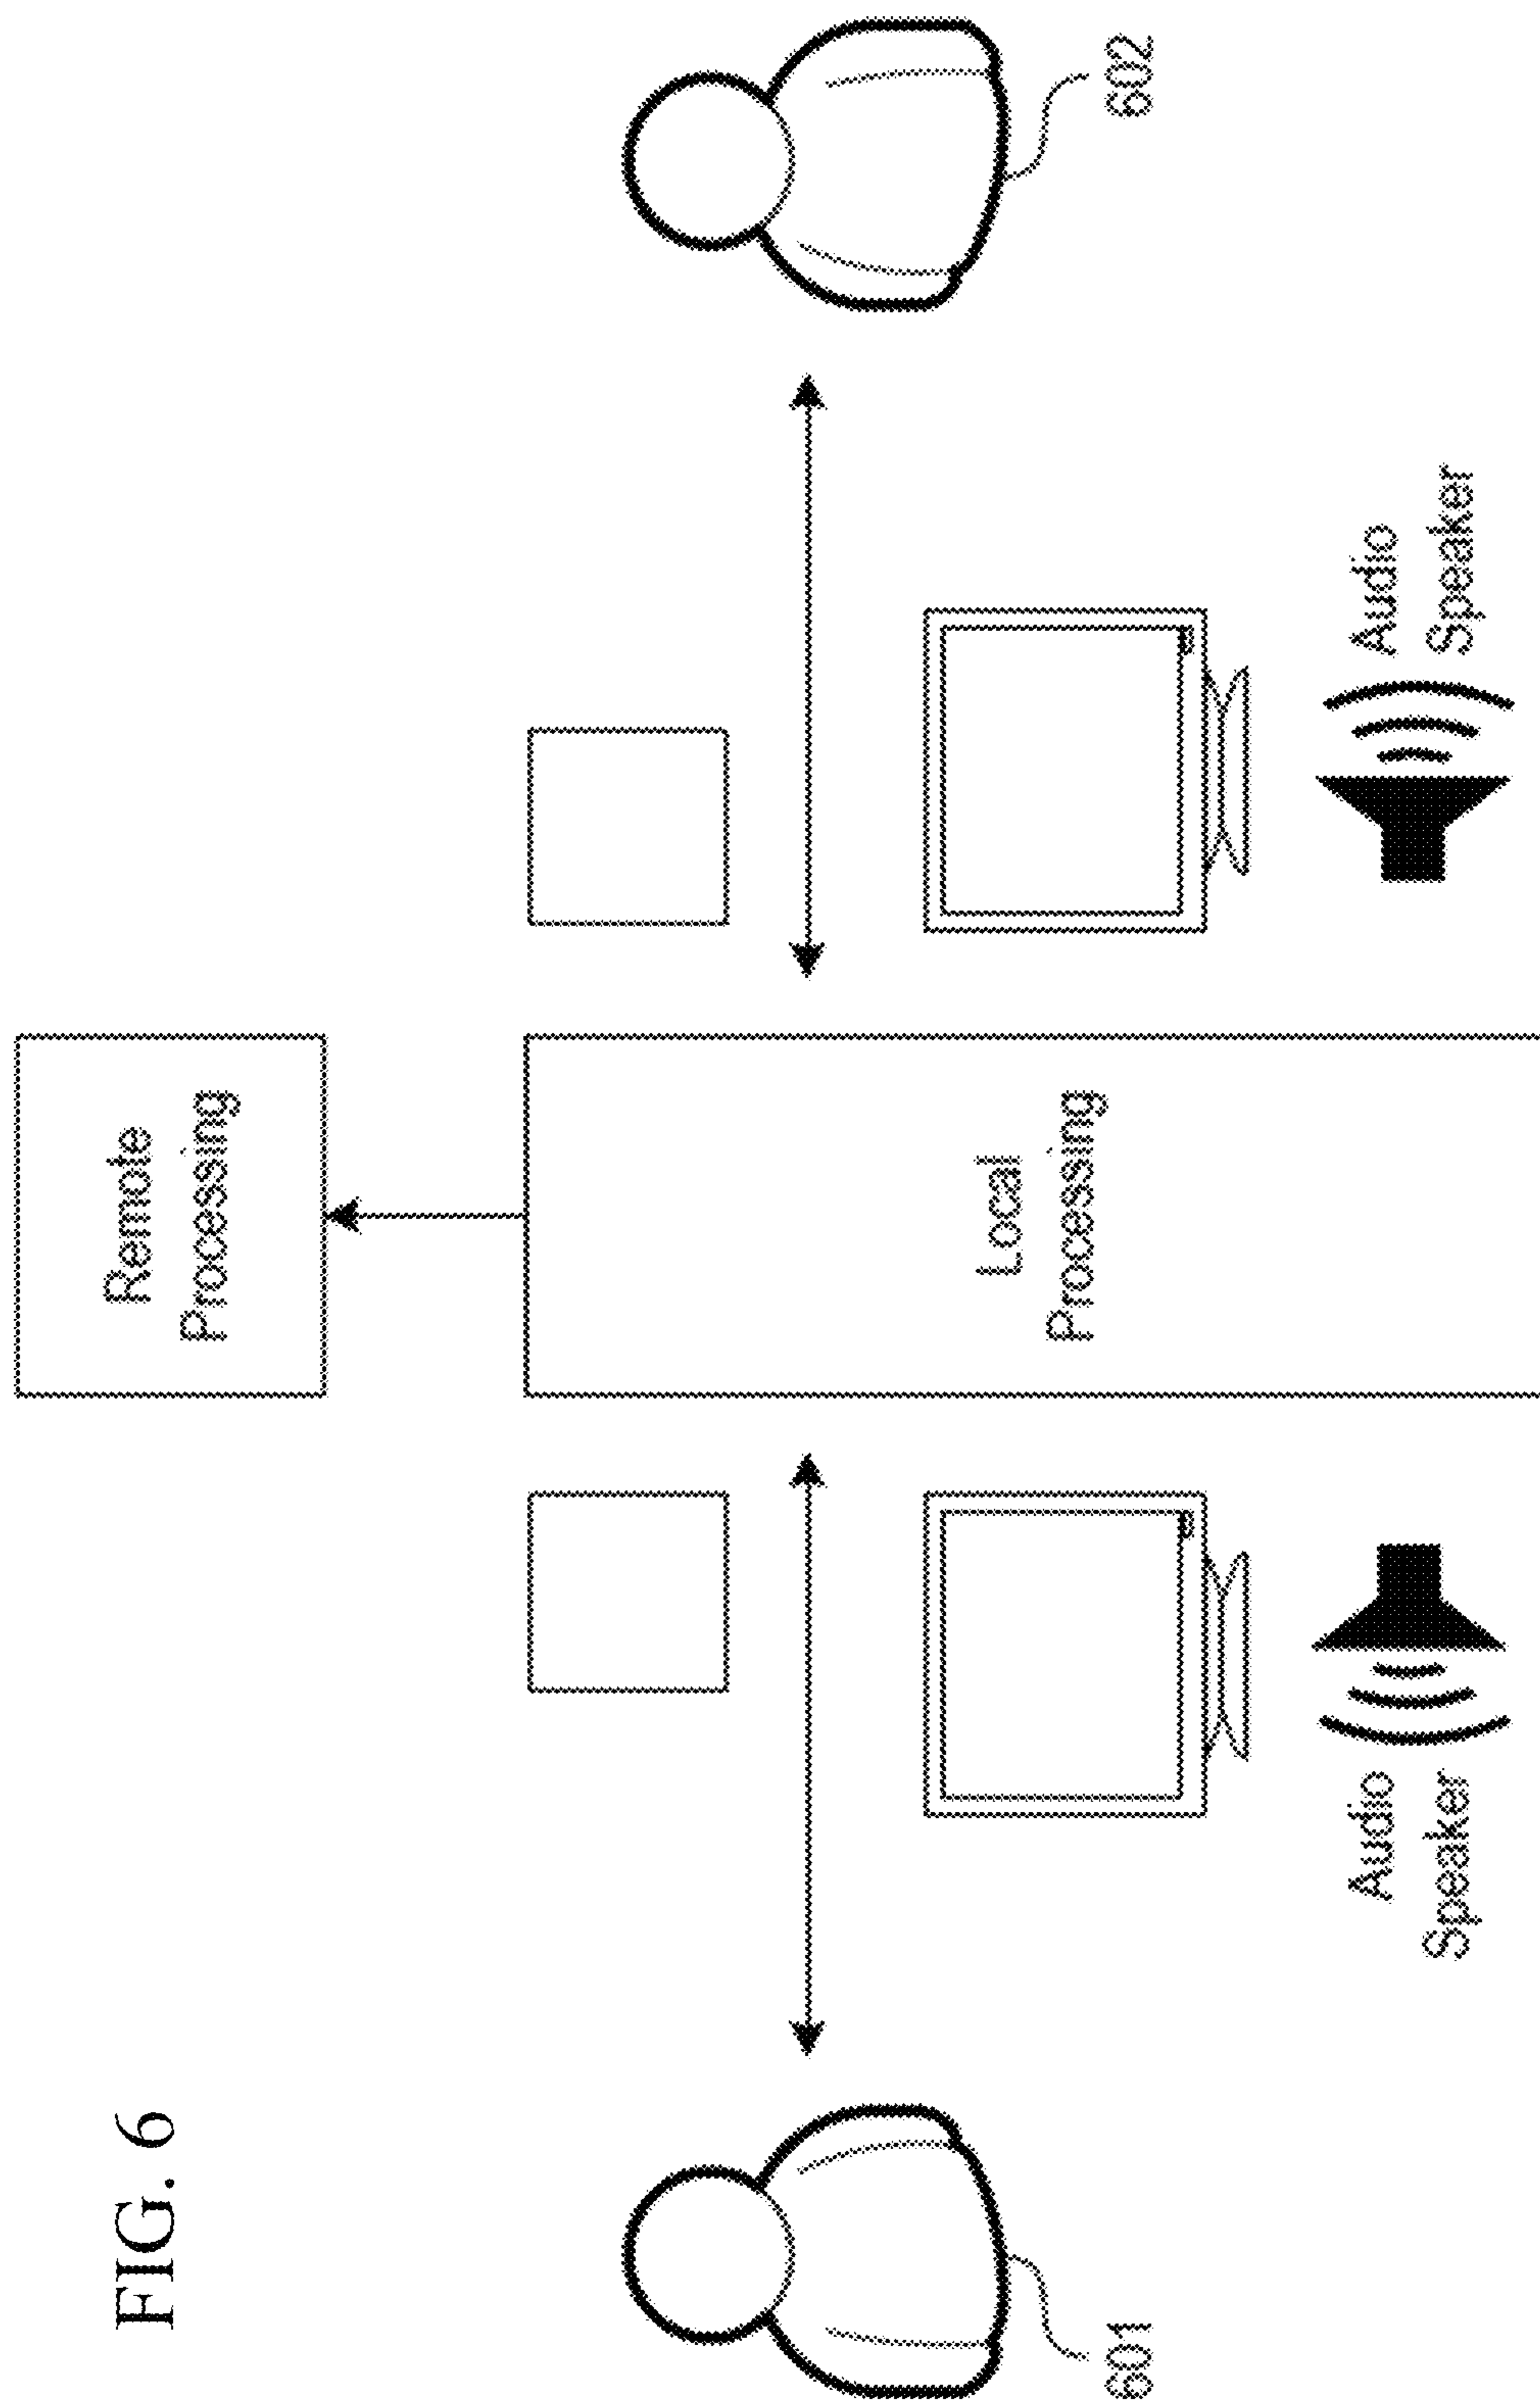 FIG. 6
Remote
Processing
Local
Processing
601
602
Audio
Speaker
Audio
Speaker